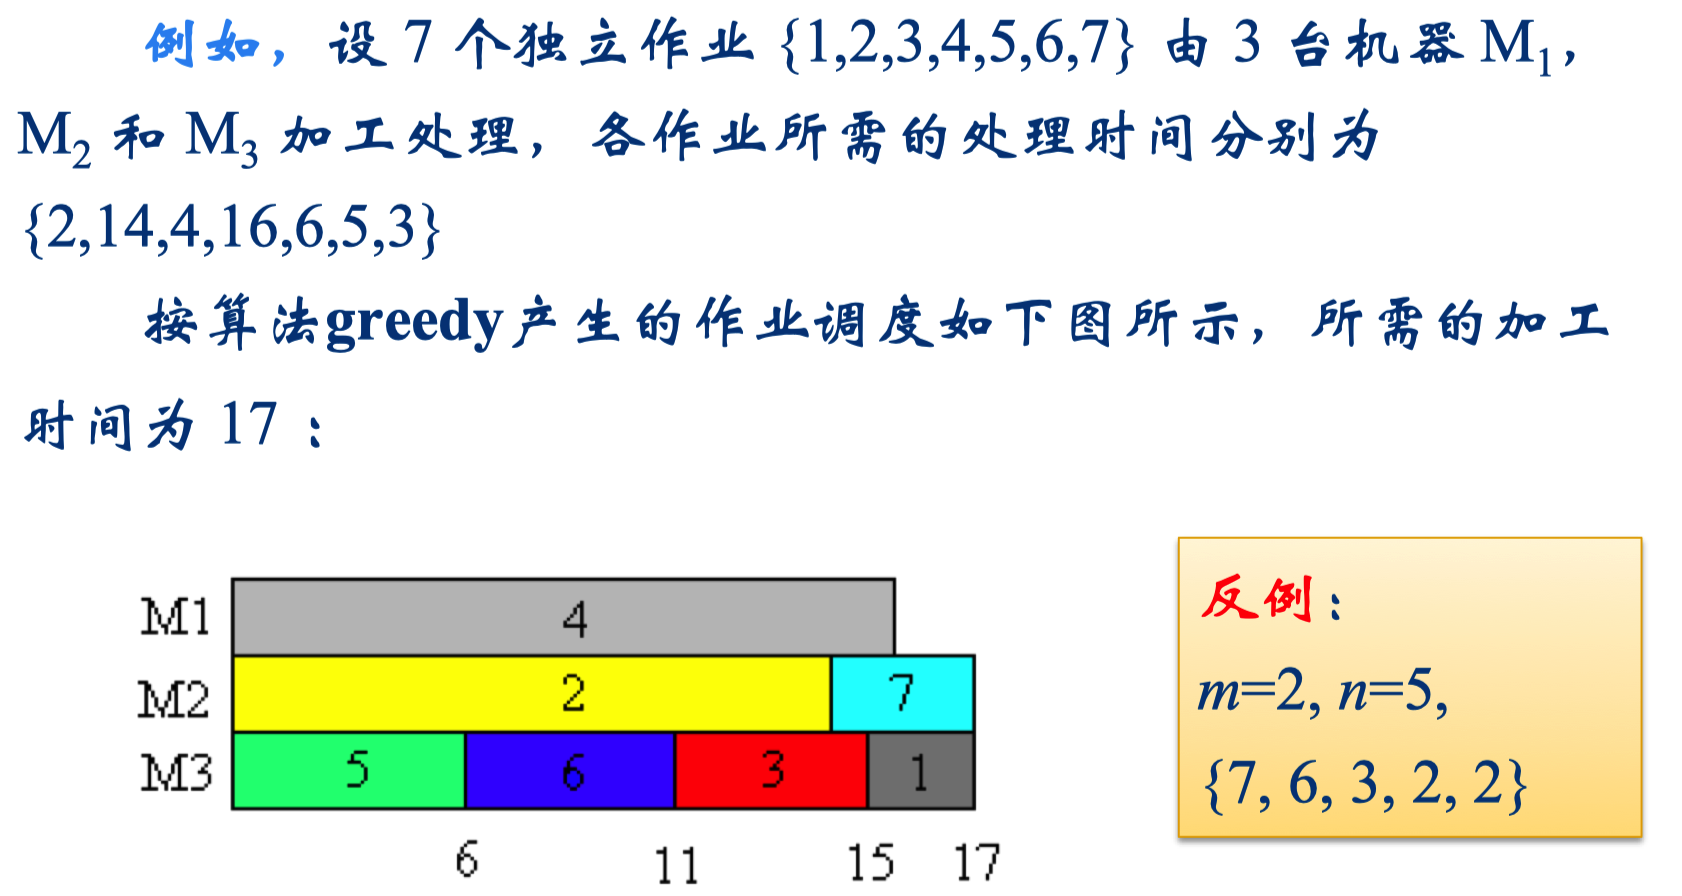 例如，设 7 个独立作业 {1,2,3,4,5,6,7} 由 3 台机器 M₁，
M₂ 和 M₃ 加工处理，各作业所需的处理时间分别为
{2,14,4,16,6,5,3}
按算法greedy产生的作业调度如下图所示，所需的加工
时间为 17 ：
M1 4
M2 2 7
M3 5 6 3 1
6 11 15 17
反例：
m=2, n=5,
{7, 6, 3, 2, 2}